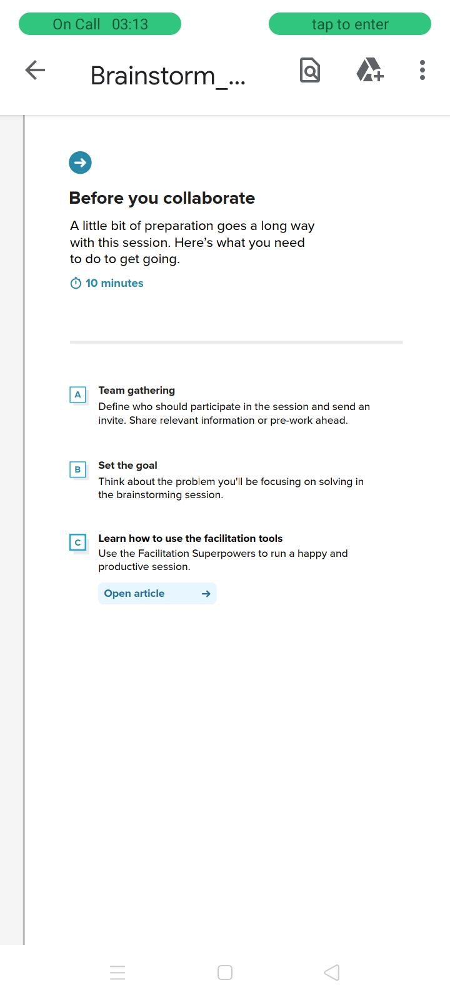 On Call 03:13
tap to enter
Brainstorm_...
Before you collaborate
A little bit of preparation goes a long way
with this session. Here’s what you need
to do to get going.
10 minutes
A
Team gathering
Define who should participate in the session and send an
invite. Share relevant information or pre-work ahead.
B
Set the goal
Think about the problem you'll be focusing on solving in
the brainstorming session.
C
Learn how to use the facilitation tools
Use the Facilitation Superpowers to run a happy and
productive session.
Open article